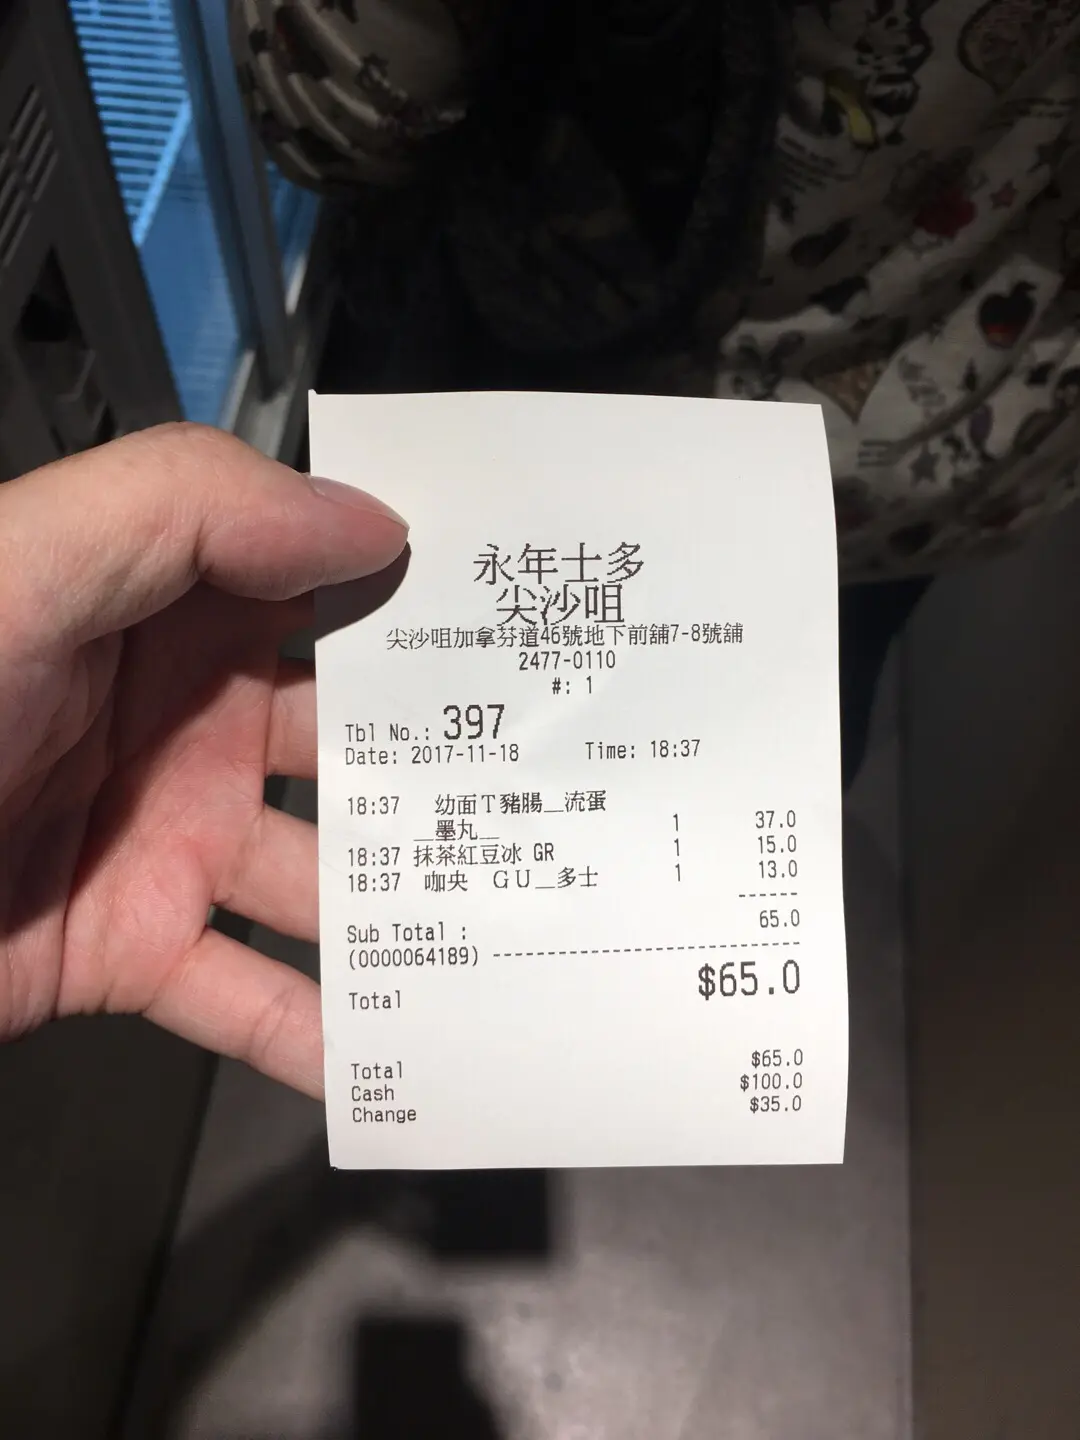 永年士多
尖沙咀
尖沙咀加拿芬道46號地下前舖7-8號舖
2477-0110
#: 1
Tbl No.: 397
Date: 2017-11-18 Time: 18:37
18:37 幼面T豬腸__流蛋
__墨丸__ 1 37.0
18:37 抹茶紅豆冰 GR 1 15.0
18:37 咖央 GU__多士 1 13.0
------
Sub Total : 65.0
(0000064189) ----------------------------
Total $65.0
Total $65.0
Cash $100.0
Change $35.0